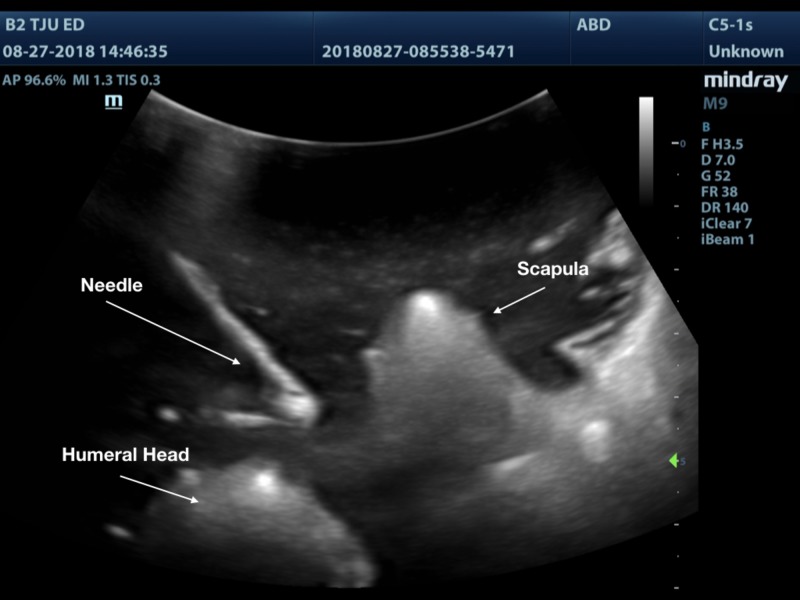 B2 TJU ED
ABD
C5-1s
08-27-2018 14:46:35
20180827-085538-5471
Unknown
AP 96.6% MI 1.3 TIS 0.3
mindray
m
M9
B
F H3.5
D 7.0
G 52
FR 38
DR 140
iClear 7
iBeam 1
0
Scapula
Needle
Humeral Head
5